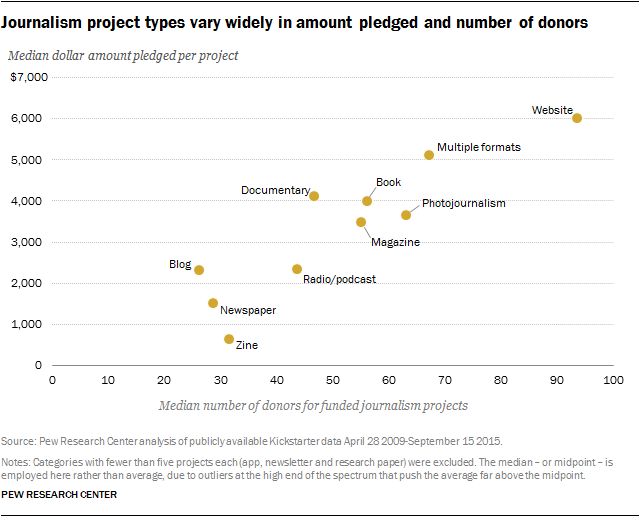 Journalism project types vary widely in amount pledged and number of donors
Median dollar amount pledged per project
$7,000
Website
6,000
Multiple formats
5,000
Book
Documentary
4,000
Photojournalism
Magazine
3,000
Blog
Radio/podcast
2,000
Newspaper
1,000
Zine
0
0 10 20 30 40 50 60 70 80 90 100
Median number of donors for funded journalism projects
Source: Pew Research Center analysis of publicly available Kickstarter data April 28 2009-September 15 2015.
Notes: Categories with fewer than five projects each (app, newsletter and research paper) were excluded. The median – or midpoint – is
employed here rather than average, due to outliers at the high end of the spectrum that push the average far above the midpoint.
PEW RESEARCH CENTER